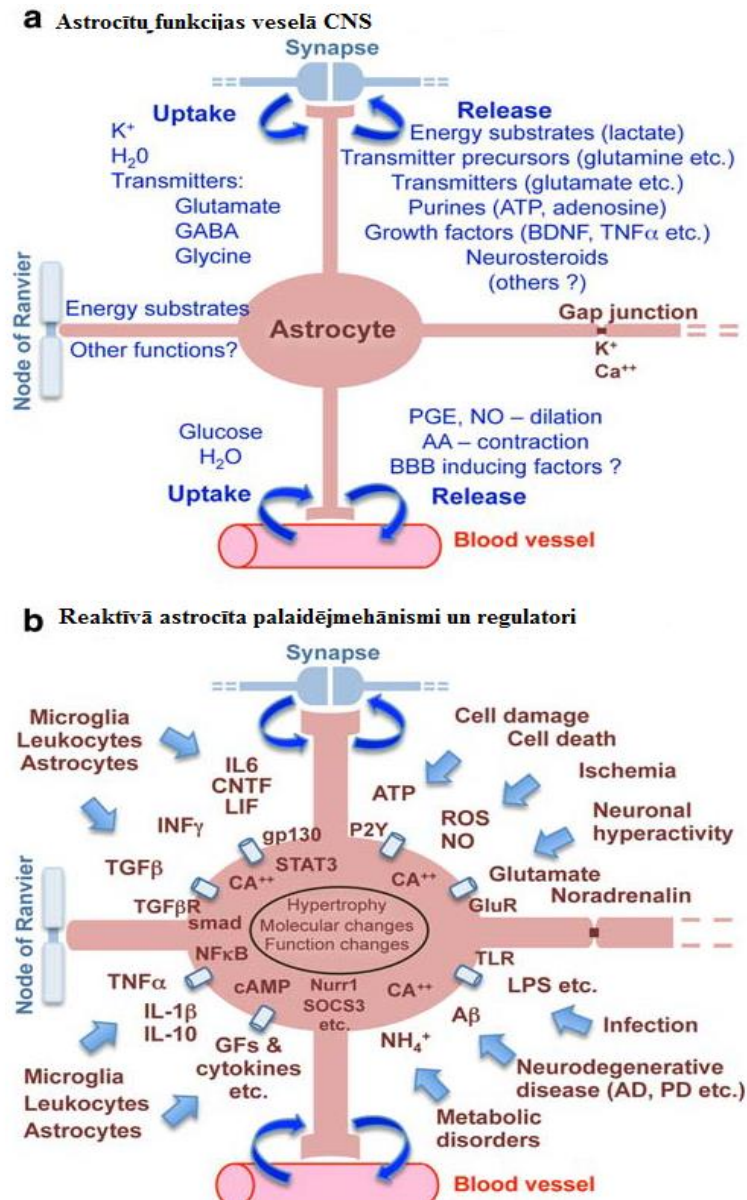 a Astrocītu funkcijas veselā CNS
Synapse
Uptake
K⁺
H₂0
Transmitters:
Glutamate
GABA
Glycine
Release
Energy substrates (lactate)
Transmitter precursors (glutamine etc.)
Transmitters (glutamate etc.)
Purines (ATP, adenosine)
Growth factors (BDNF, TNFα etc.)
Neurosteroids
(others ?)
Node of Ranvier
Energy substrates
Other functions?
Astrocyte
Gap junction
K⁺
Ca⁺⁺
Glucose
H₂O
Uptake
PGE, NO – dilation
AA – contraction
BBB inducing factors ?
Release
Blood vessel
b Reaktīvā astrocīta palaidējmehānismi un regulatori
Synapse
Microglia
Leukocytes
Astrocytes
IL6
CNTF
LIF
INFγ
TGFβ
gp130
STAT3
CA⁺⁺
TGFβR
smad
NFκB
Cell damage
Cell death
Ischemia
Neuronal
hyperactivity
ATP
ROS
NO
P2Y
CA⁺⁺
Glutamate
Noradrenalin
GluR
Hypertrophy
Molecular changes
Function changes
Node of Ranvier
TNFα
IL-1β
IL-10
cAMP
Nurr1
SOCS3
etc.
CA⁺⁺
TLR
LPS etc.
Aβ
NH₄⁺
GFs &
cytokines
etc.
Microglia
Leukocytes
Astrocytes
Infection
Neurodegenerative
disease (AD, PD etc.)
Metabolic
disorders
Blood vessel